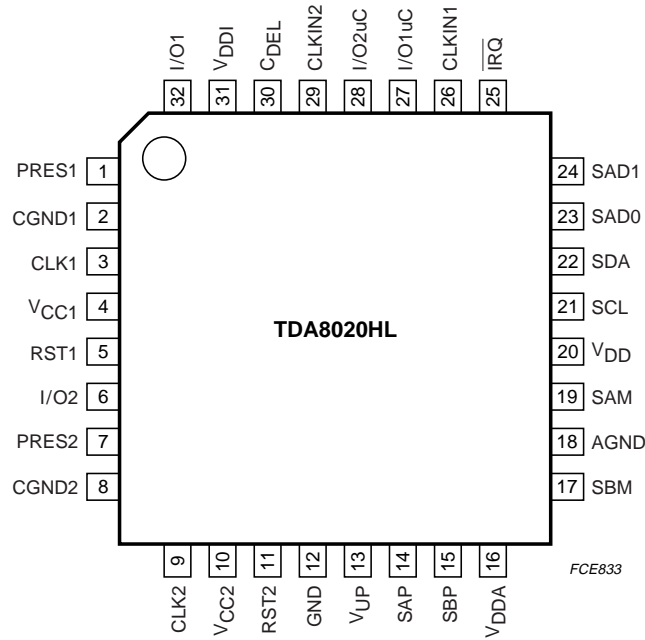 I/O1 VDDI CDEL CLKIN2 I/O2uC I/O1uC CLKIN1 IRQ
32 31 30 29 28 27 26 25
PRES1 1
CGND1 2
CLK1 3
VCC1 4
RST1 5
I/O2 6
PRES2 7
CGND2 8
TDA8020HL
24 SAD1
23 SAD0
22 SDA
21 SCL
20 VDD
19 SAM
18 AGND
17 SBM
9 10 11 12 13 14 15 16
CLK2 VCC2 RST2 GND VUP SAP SBP VDDA
FCE833